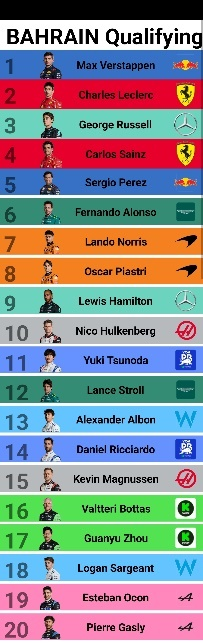 BAHRAIN Qualifying
1 Max Verstappen
2 Charles Leclerc
3 George Russell
4 Carlos Sainz
5 Sergio Perez
6 Fernando Alonso
7 Lando Norris
8 Oscar Piastri
9 Lewis Hamilton
10 Nico Hulkenberg
11 Yuki Tsunoda
12 Lance Stroll
13 Alexander Albon
14 Daniel Ricciardo
15 Kevin Magnussen
16 Valtteri Bottas
17 Guanyu Zhou
18 Logan Sargeant
19 Esteban Ocon
20 Pierre Gasly